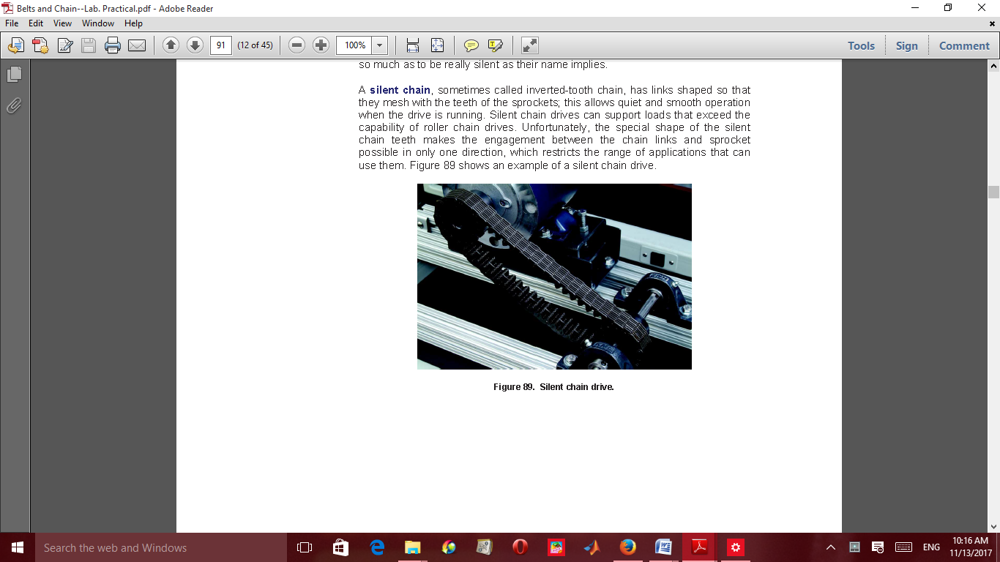 Belts and Chain--Lab. Practical.pdf - Adobe Reader
File Edit View Window Help
91 (12 of 45) 100% Tools Sign Comment
so much as to be really silent as their name implies.
A silent chain, sometimes called inverted-tooth chain, has links shaped so that
they mesh with the teeth of the sprockets; this allows quiet and smooth operation
when the drive is running. Silent chain drives can support loads that exceed the
capability of roller chain drives. Unfortunately, the special shape of the silent
chain teeth makes the engagement between the chain links and sprocket
possible in only one direction, which restricts the range of applications that can
use them. Figure 89 shows an example of a silent chain drive.
Figure 89. Silent chain drive.
Search the web and Windows
ENG
10:16 AM
11/13/2017